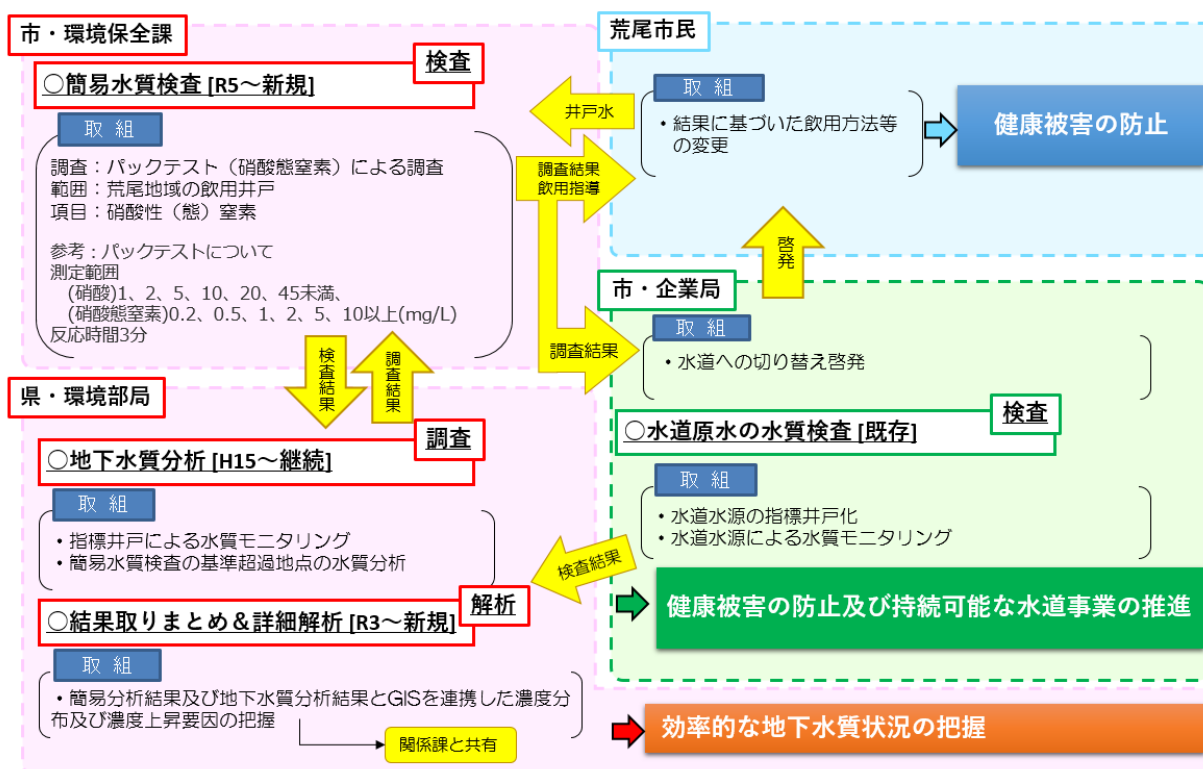 市・環境保全課
検査
○簡易水質検査 [R5～新規]
取 組
調査：パックテスト（硝酸態窒素）による調査
範囲：荒尾地域の飲用井戸
項目：硝酸性（態）窒素
参考：パックテストについて
測定範囲
(硝酸)1、2、5、10、20、45未満、
(硝酸態窒素)0.2、0.5、1、2、5、10以上(mg/L)
反応時間3分
井戸水
調査結果
飲用指導
調査結果
検査結果
調査結果
荒尾市民
取 組
・結果に基づいた飲用方法等
の変更
健康被害の防止
啓発
市・企業局
取 組
・水道への切り替え啓発
検査
○水道原水の水質検査 [既存]
取 組
・水道水源の指標井戸化
・水道水源による水質モニタリング
検査結果
健康被害の防止及び持続可能な水道事業の推進
県・環境部局
調査
○地下水質分析 [H15～継続]
取 組
・指標井戸による水質モニタリング
・簡易水質検査の基準超過地点の水質分析
解析
○結果取りまとめ＆詳細解析 [R3～新規]
取 組
・簡易分析結果及び地下水質分析結果とGISを連携した濃度分
布及び濃度上昇要因の把握
関係課と共有
効率的な地下水質状況の把握